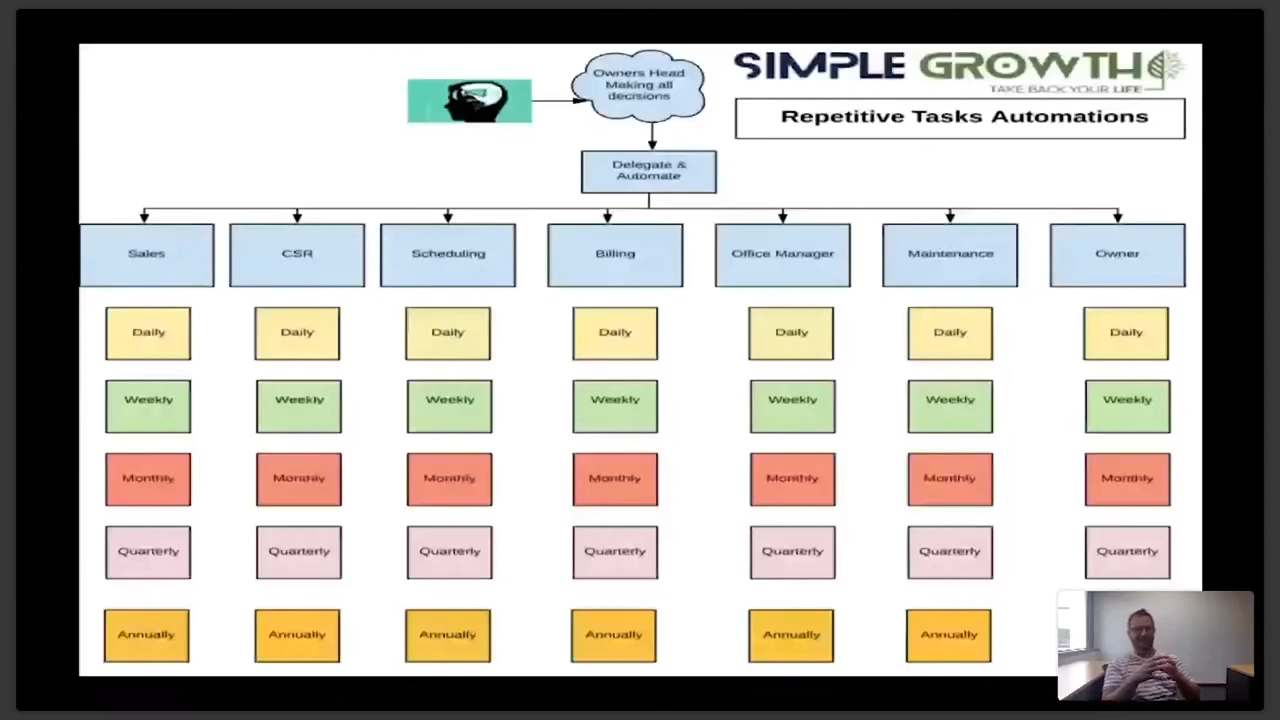 Owners Head
Making all
decisions
SIMPLE GROWTH
TAKE BACK YOUR LIFE
Repetitive Tasks Automations
Delegate &
Automate
Sales CSR Scheduling Billing Office Manager Maintenance Owner
Daily Daily Daily Daily Daily Daily Daily
Weekly Weekly Weekly Weekly Weekly Weekly Weekly
Monthly Monthly Monthly Monthly Monthly Monthly Monthly
Quarterly Quarterly Quarterly Quarterly Quarterly Quarterly Quarterly
Annually Annually Annually Annually Annually Annually